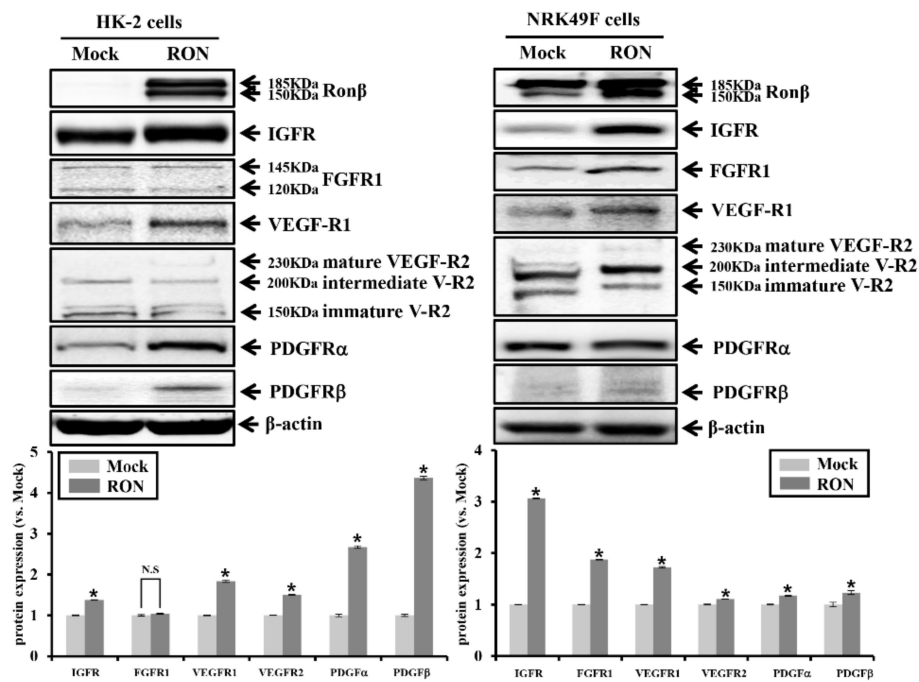 HK-2 cells
Mock RON
185KDa
150KDa Ronβ
IGFR
145KDa
FGFR1
120KDa
VEGF-R1
230KDa mature VEGF-R2
200KDa intermediate V-R2
150KDa immature V-R2
PDGFRα
PDGFRβ
β-actin
NRK49F cells
Mock RON
185KDa
150KDa Ronβ
IGFR
FGFR1
VEGF-R1
230KDa mature VEGF-R2
200KDa intermediate V-R2
150KDa immature V-R2
PDGFRα
PDGFRβ
β-actin
protein expression (vs. Mock)
5
4
3
2
1
0
Mock
RON
* N.S * * * *
IGFR FGFR1 VEGFR1 VEGFR2 PDGFα PDGFβ
protein expression (vs. Mock)
4
3
2
1
0
Mock
RON
* * * * * *
IGFR FGFR1 VEGFR1 VEGFR2 PDGFα PDGFβ